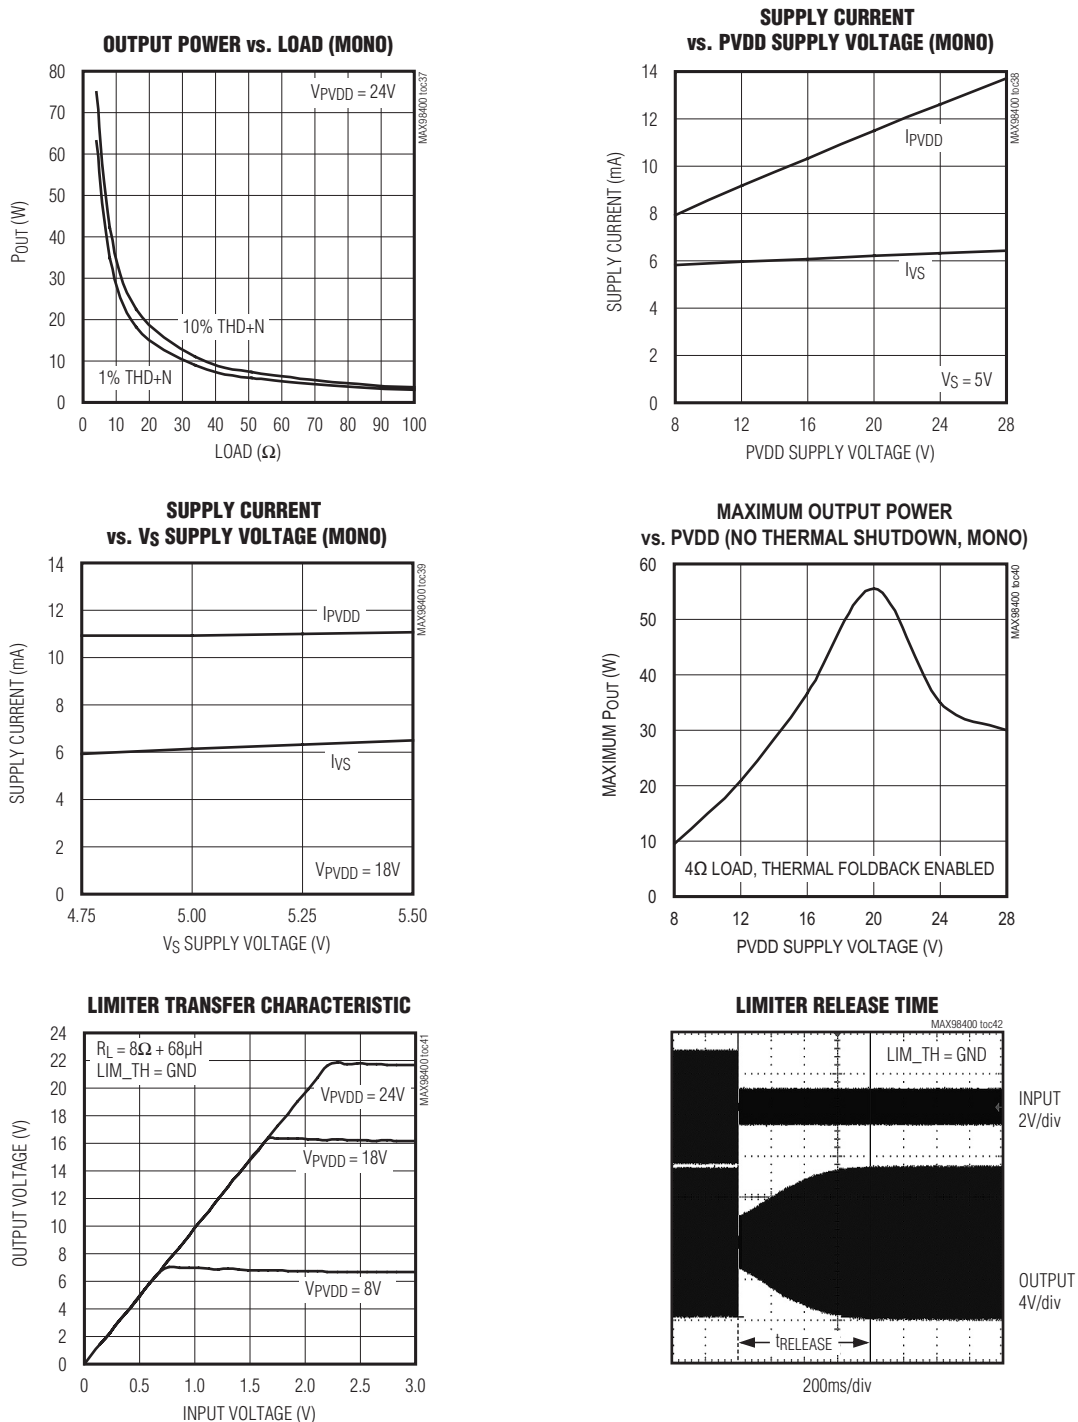 OUTPUT POWER vs. LOAD (MONO)
80
70
60
50
40
30
20
10
0
POUT (W)
VPVDD = 24V
10% THD+N
1% THD+N
0 10 20 30 40 50 60 70 80 90 100
LOAD (Ω)
MAX98400 toc37
SUPPLY CURRENT
vs. PVDD SUPPLY VOLTAGE (MONO)
14
12
10
8
6
4
2
0
SUPPLY CURRENT (mA)
IPVDD
IVS
VS = 5V
8 12 16 20 24 28
PVDD SUPPLY VOLTAGE (V)
MAX98400 toc38
SUPPLY CURRENT
vs. VS SUPPLY VOLTAGE (MONO)
14
12
10
8
6
4
2
0
SUPPLY CURRENT (mA)
IPVDD
IVS
VPVDD = 18V
4.75 5.00 5.25 5.50
VS SUPPLY VOLTAGE (V)
MAX98400 toc39
MAXIMUM OUTPUT POWER
vs. PVDD (NO THERMAL SHUTDOWN, MONO)
60
50
40
30
20
10
0
MAXIMUM POUT (W)
4Ω LOAD, THERMAL FOLDBACK ENABLED
8 12 16 20 24 28
PVDD SUPPLY VOLTAGE (V)
MAX98400 toc40
LIMITER TRANSFER CHARACTERISTIC
24
22
20
18
16
14
12
10
8
6
4
2
0
OUTPUT VOLTAGE (V)
RL = 8Ω + 68µH
LIM_TH = GND
VPVDD = 24V
VPVDD = 18V
VPVDD = 8V
0 0.5 1.0 1.5 2.0 2.5 3.0
INPUT VOLTAGE (V)
MAX98400 toc41
LIMITER RELEASE TIME
MAX98400 toc42
LIM_TH = GND
INPUT
2V/div
OUTPUT
4V/div
tRELEASE
200ms/div